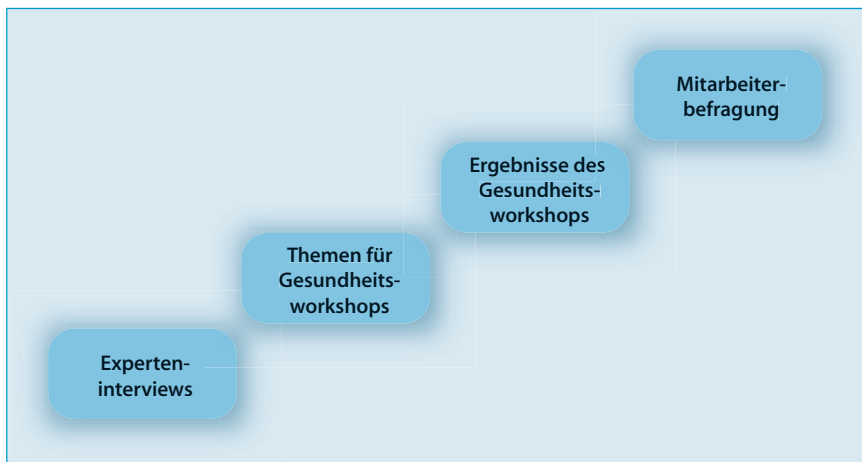 Mitarbeiter-
befragung
Ergebnisse des
Gesundheits-
workshops
Themen für
Gesundheits-
workshops
Experten-
interviews